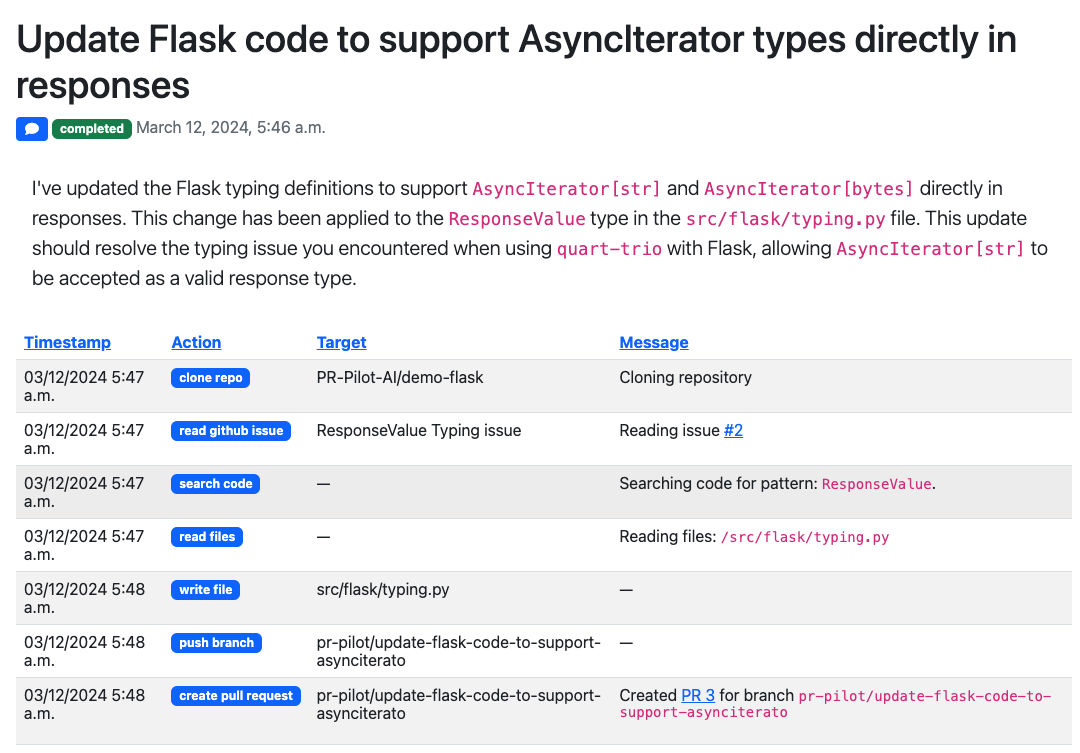 Update Flask code to support AsyncIterator types directly in
responses
completed March 12, 2024, 5:46 a.m.
I've updated the Flask typing definitions to support AsyncIterator[str] and AsyncIterator[bytes] directly in
responses. This change has been applied to the ResponseValue type in the src/flask/typing.py file. This update
should resolve the typing issue you encountered when using quart-trio with Flask, allowing AsyncIterator[str] to
be accepted as a valid response type.
Timestamp Action Target Message
03/12/2024 5:47 clone repo PR-Pilot-AI/demo-flask Cloning repository
a.m.
03/12/2024 5:47 read github issue ResponseValue Typing issue Reading issue #2
a.m.
03/12/2024 5:47 search code — Searching code for pattern: ResponseValue.
a.m.
03/12/2024 5:47 read files — Reading files: /src/flask/typing.py
a.m.
03/12/2024 5:48 write file src/flask/typing.py —
a.m.
03/12/2024 5:48 push branch pr-pilot/update-flask-code-to-support- —
a.m. asynciterato
03/12/2024 5:48 create pull request pr-pilot/update-flask-code-to-support- Created PR 3 for branch pr-pilot/update-flask-code-to-
a.m. asynciterato support-asynciterato